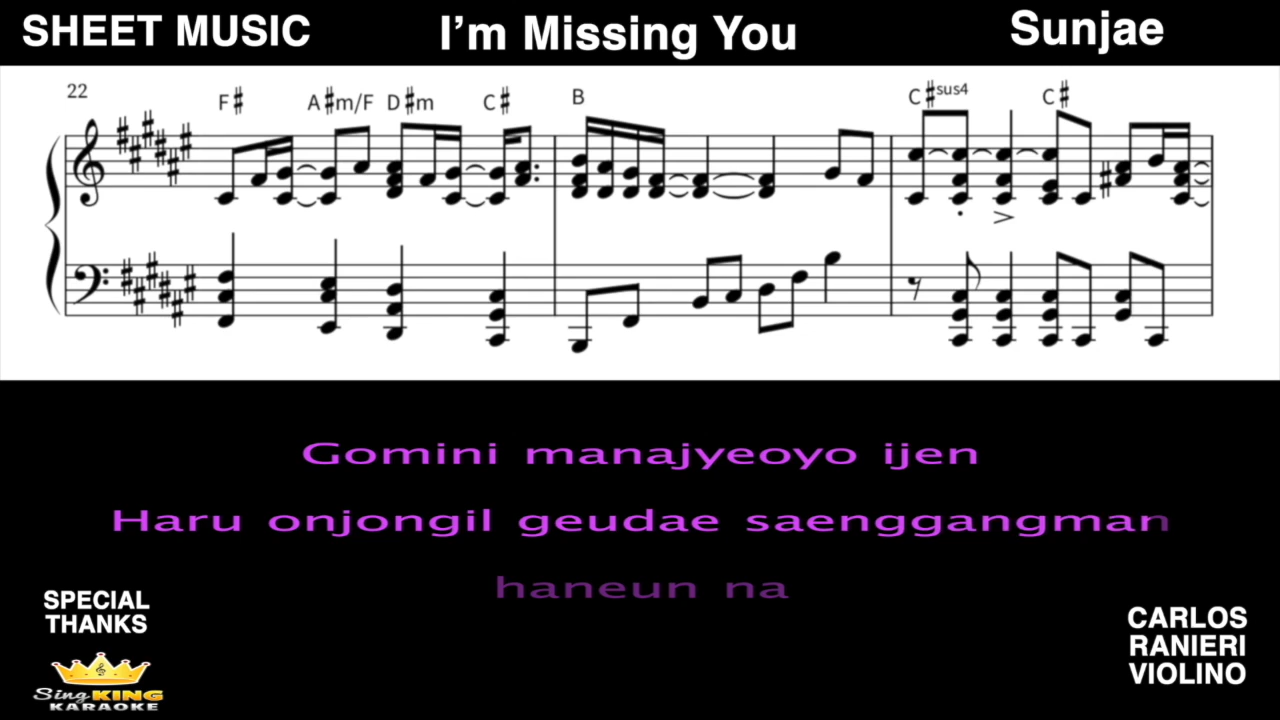 SHEET MUSIC
I’m Missing You
Sunjae
22
F♯ A♯m/F D♯m C♯ B C♯sus4 C♯
Gomini manajyeoyo ijen
Haru onjongil geudae saenggangman
haneun na
SPECIAL
THANKS
Sing KING
KARAOKE
CARLOS
RANIERI
VIOLINO